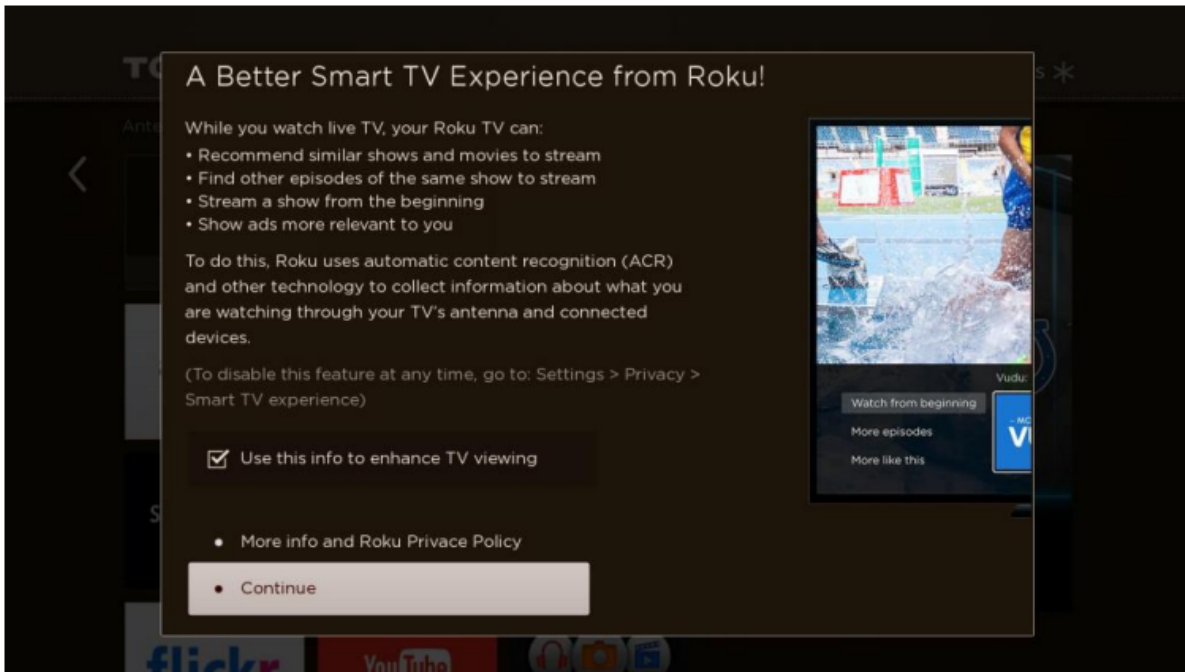 TC
A Better Smart TV Experience from Roku!
s
Ante
While you watch live TV, your Roku TV can:
• Recommend similar shows and movies to stream
• Find other episodes of the same show to stream
• Stream a show from the beginning
• Show ads more relevant to you
To do this, Roku uses automatic content recognition (ACR)
and other technology to collect information about what you
are watching through your TV's antenna and connected
devices.
(To disable this feature at any time, go to: Settings > Privacy >
Smart TV experience)
Vudu:
Watch from beginning
More episodes
More like this
VU
Use this info to enhance TV viewing
S
• More info and Roku Privace Policy
• Continue
flickr
YouTube